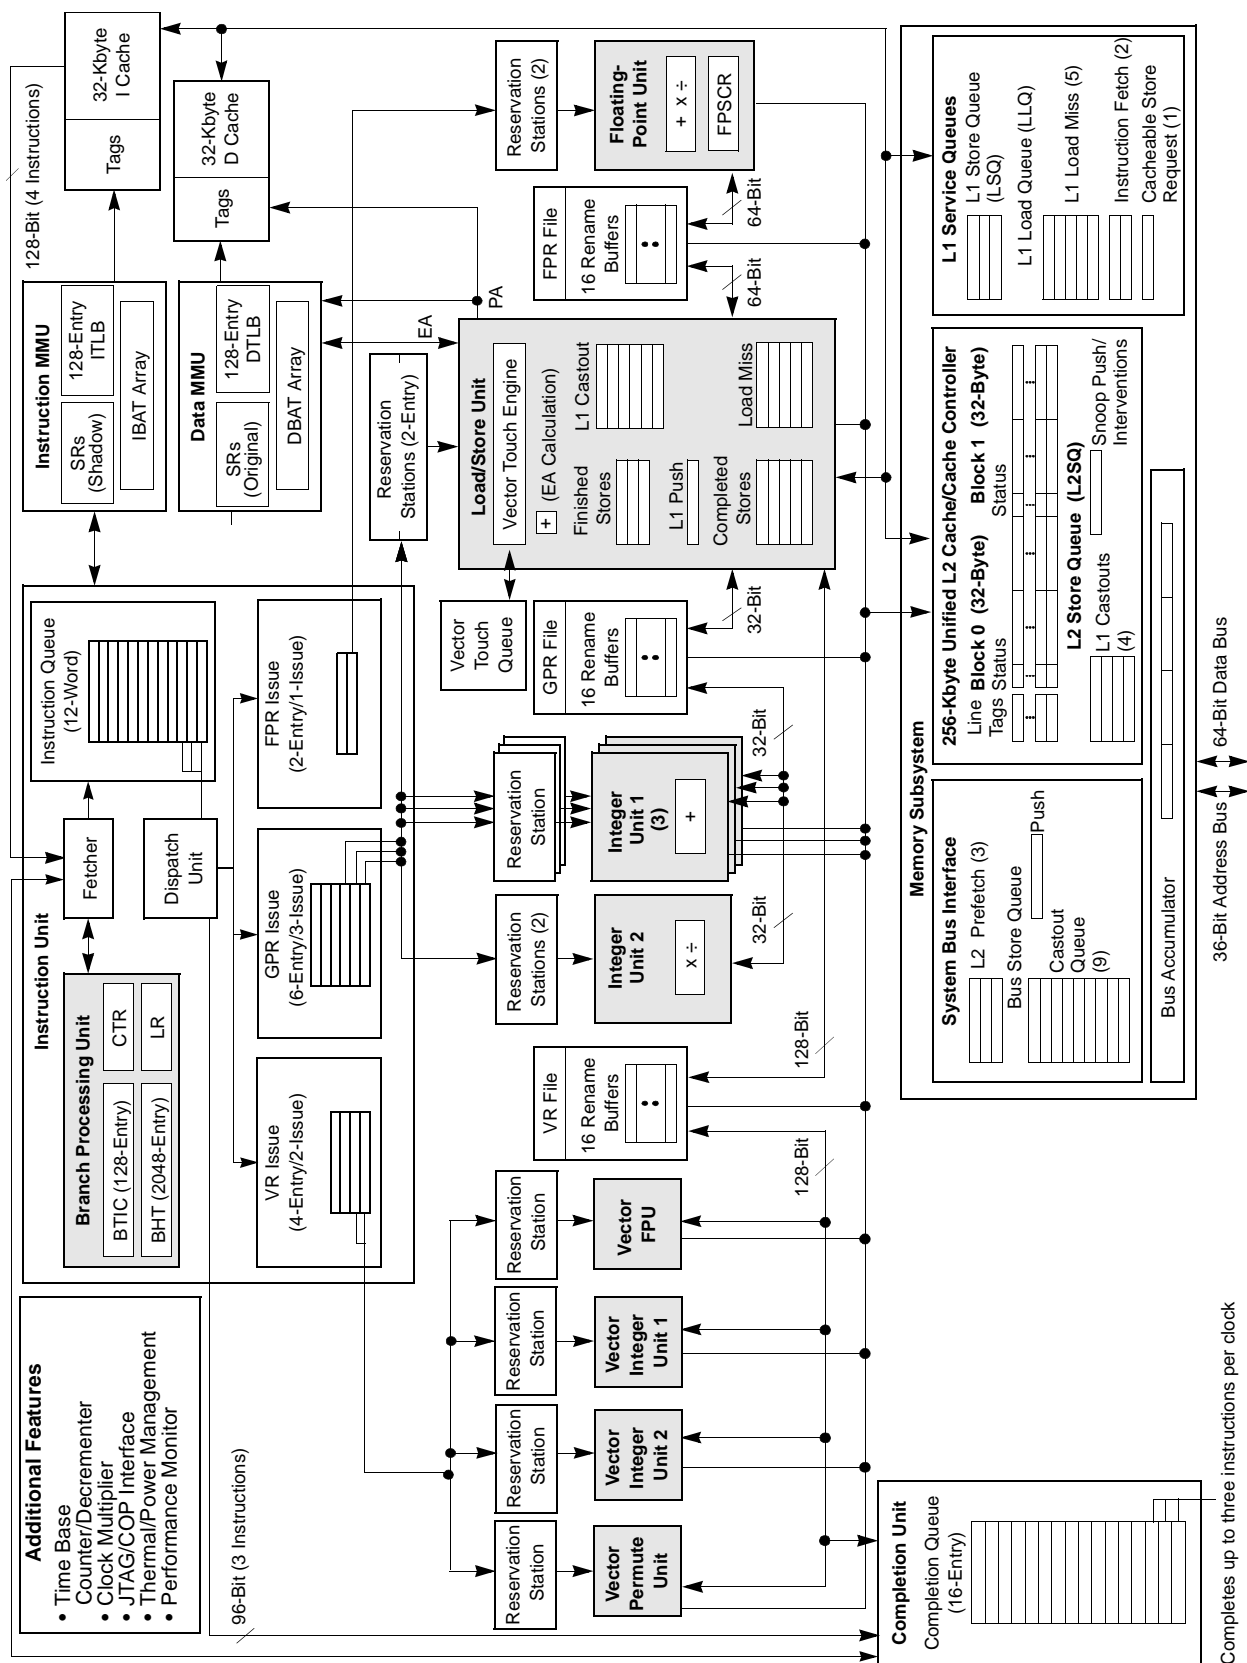 Additional Features
• Time Base
Counter/Decrementer
• Clock Multiplier
• JTAG/COP Interface
• Thermal/Power Management
• Performance Monitor
96-Bit (3 Instructions)
Instruction Unit
Branch Processing Unit
BTIC (128-Entry)
CTR
BHT (2048-Entry)
LR
Fetcher
Dispatch
Unit
Instruction Queue
(12-Word)
VR Issue
(4-Entry/2-Issue)
GPR Issue
(6-Entry/3-Issue)
FPR Issue
(2-Entry/1-Issue)
128-Bit (4 Instructions)
Instruction MMU
SRs
(Shadow)
128-Entry
ITLB
IBAT Array
Data MMU
SRs
(Original)
128-Entry
DTLB
DBAT Array
Tags
32-Kbyte
I Cache
Tags
32-Kbyte
D Cache
EA
PA
Reservation
Station
Reservation
Station
Reservation
Station
Reservation
Station
Vector
Permute
Unit
Vector
Integer
Unit 2
Vector
Integer
Unit 1
Vector
FPU
VR File
16 Rename
Buffers
128-Bit
128-Bit
Reservation
Stations (2)
Integer
Unit 2
x ÷
Reservation
Station
Integer
Unit 1
(3)
+
32-Bit
32-Bit
Vector
Touch
Queue
GPR File
16 Rename
Buffers
32-Bit
Reservation
Stations (2-Entry)
Load/Store Unit
Vector Touch Engine
+
(EA Calculation)
Finished
Stores
L1 Castout
L1 Push
Completed
Stores
Load Miss
FPR File
16 Rename
Buffers
64-Bit
64-Bit
Reservation
Stations (2)
Floating-
Point Unit
+ x ÷
FPSCR
Completion Unit
Completion Queue
(16-Entry)
Completes up to three instructions per clock
Memory Subsystem
System Bus Interface
L2 Prefetch (3)
Bus Store Queue
Castout
Queue
(9)
Push
Bus Accumulator
256-Kbyte Unified L2 Cache/Cache Controller
Line
Tags
Block 0 (32-Byte)
Status
Block 1 (32-Byte)
Status
L2 Store Queue (L2SQ)
L1 Castouts
(4)
Snoop Push/
Interventions
L1 Service Queues
L1 Store Queue
(LSQ)
L1 Load Queue (LLQ)
L1 Load Miss (5)
Instruction Fetch (2)
Cacheable Store
Request (1)
36-Bit Address Bus
64-Bit Data Bus